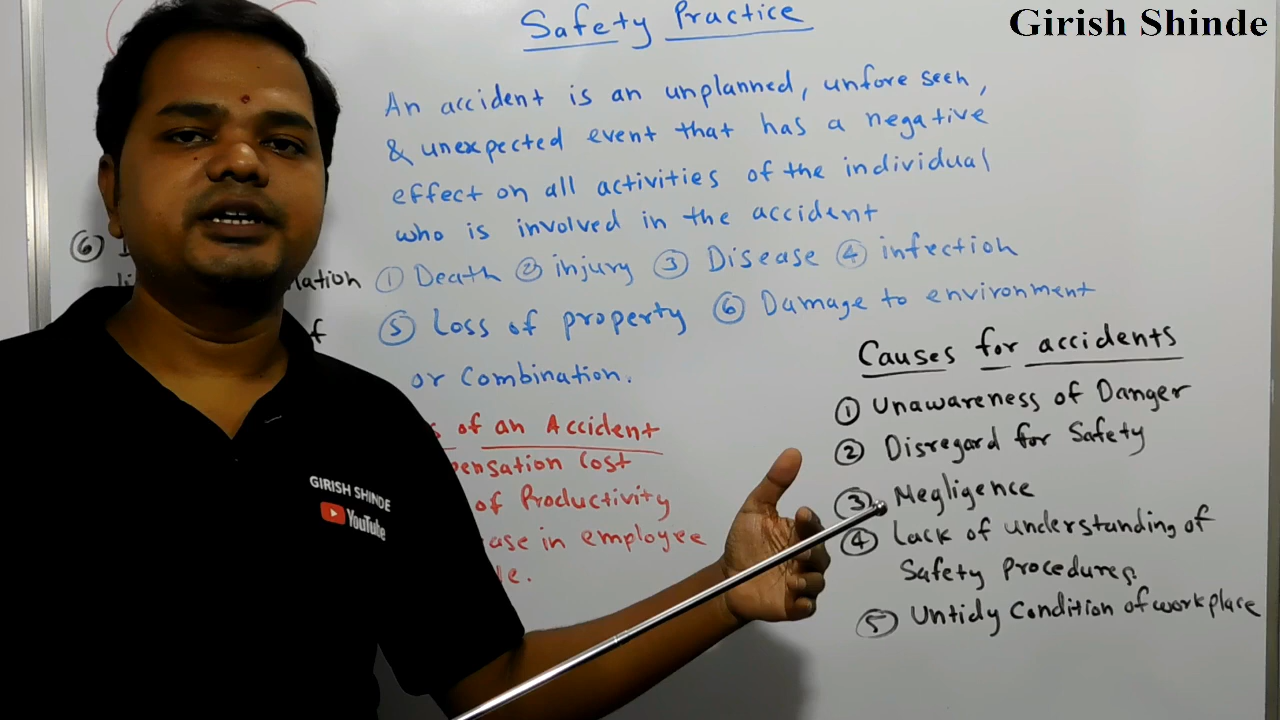 Girish Shinde
Safety Practice
An accident is an unplanned, unforeseen,
& unexpected event that has a negative
effect on all activities of the individual
who is involved in the accident
① Death ② injury ③ Disease ④ infection
⑤ Loss of property ⑥ Damage to environment
or Combination.
of an Accident
Cost
of Productivity
in employee
⑥
of
Causes for accidents
① Unawareness of Danger
② Disregard for Safety
③ Negligence
④ Lack of understanding of
Safety Procedures
⑤ Untidy Condition of workplace
GIRISH SHINDE
YouTube